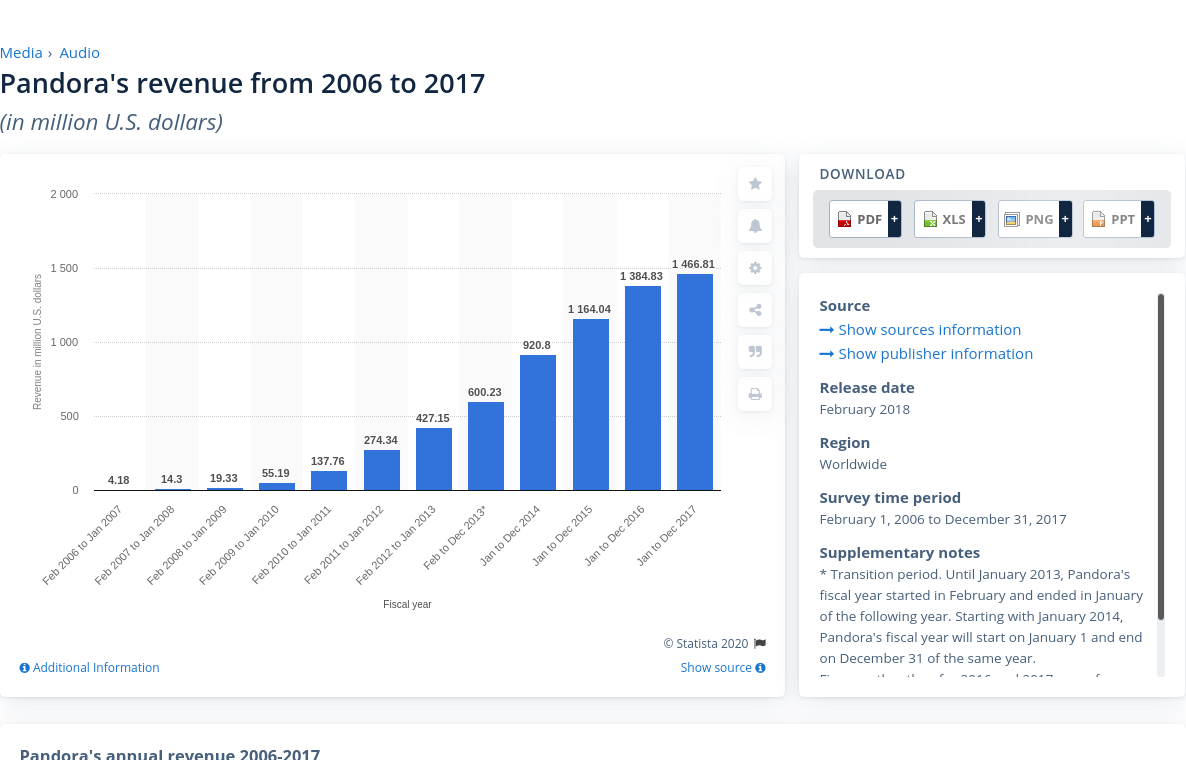 Media › Audio
Pandora's revenue from 2006 to 2017
(in million U.S. dollars)
2 000
1 500
1 000
500
0
Revenue in million U.S. dollars
4.18
14.3
19.33
55.19
137.76
274.34
427.15
600.23
920.8
1 164.04
1 384.83
1 466.81
Feb 2006 to Jan 2007
Feb 2007 to Jan 2008
Feb 2008 to Jan 2009
Feb 2009 to Jan 2010
Feb 2010 to Jan 2011
Feb 2011 to Jan 2012
Feb 2012 to Jan 2013
Feb to Dec 2013*
Jan to Dec 2014
Jan to Dec 2015
Jan to Dec 2016
Jan to Dec 2017
Fiscal year
© Statista 2020
Additional Information
Show source
DOWNLOAD
PDF + XLS + PNG + PPT +
Source
Show sources information
Show publisher information
Release date
February 2018
Region
Worldwide
Survey time period
February 1, 2006 to December 31, 2017
Supplementary notes
* Transition period. Until January 2013, Pandora's
fiscal year started in February and ended in January
of the following year. Starting with January 2014,
Pandora's fiscal year will start on January 1 and end
on December 31 of the same year.
Pandora's annual revenue 2006-2017